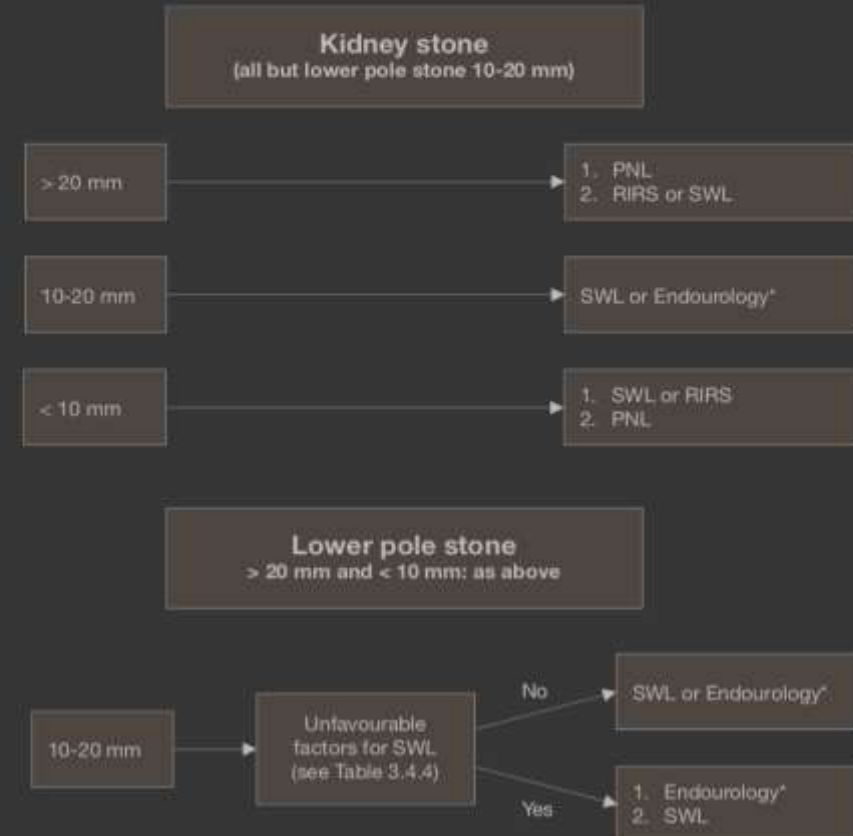 Kidney stone
(all but lower pole stone 10-20 mm)
> 20 mm
1. PNL
2. RIRS or SWL
10-20 mm
SWL or Endourology*
< 10 mm
1. SWL or RIRS
2. PNL
Lower pole stone
> 20 mm and < 10 mm: as above
No
SWL or Endourology*
10-20 mm
Unfavourable
factors for SWL
(see Table 3.4.4)
Yes
1. Endourology*
2. SWL